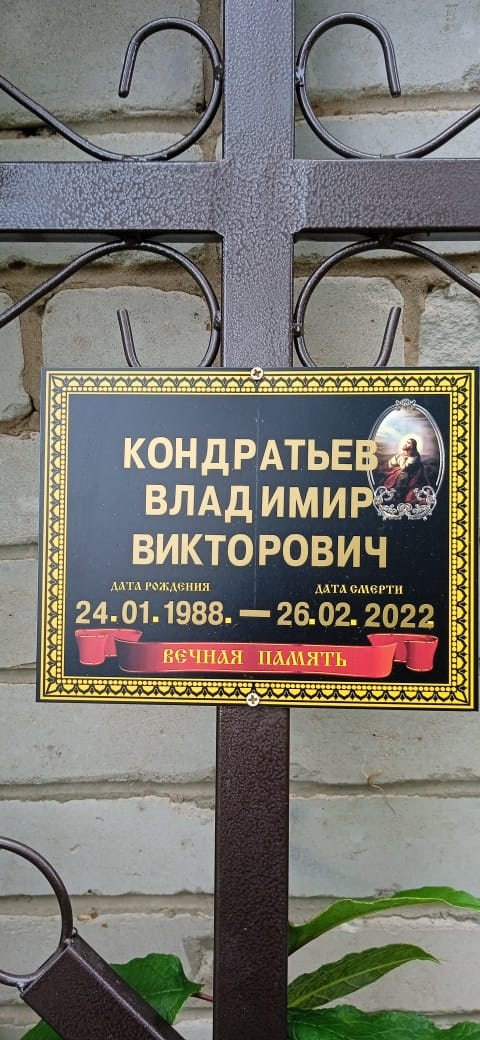 КОНДРАТЬЕВ
ВЛАДИМИР
ВИКТОРОВИЧ
ДАТА РОЖДЕНИЯ ДАТА СМЕРТИ
24.01.1988. — 26.02. 2022.
ВЕЧНАЯ ПАМЯТЬ